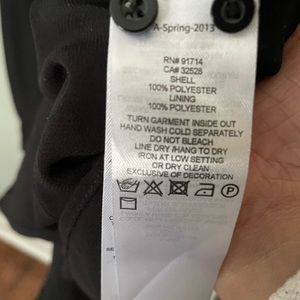 A-Spring-2013
RN# 91714
CA# 32528
SHELL
100% POLYESTER
LINING
100% POLYESTER
TURN GARMENT INSIDE OUT
HAND WASH COLD SEPARATELY
DO NOT BLEACH
LINE DRY /HANG TO DRY
IRON AT LOW SETTING
OR DRY CLEAN
EXCLUSIVE OF DECORATION